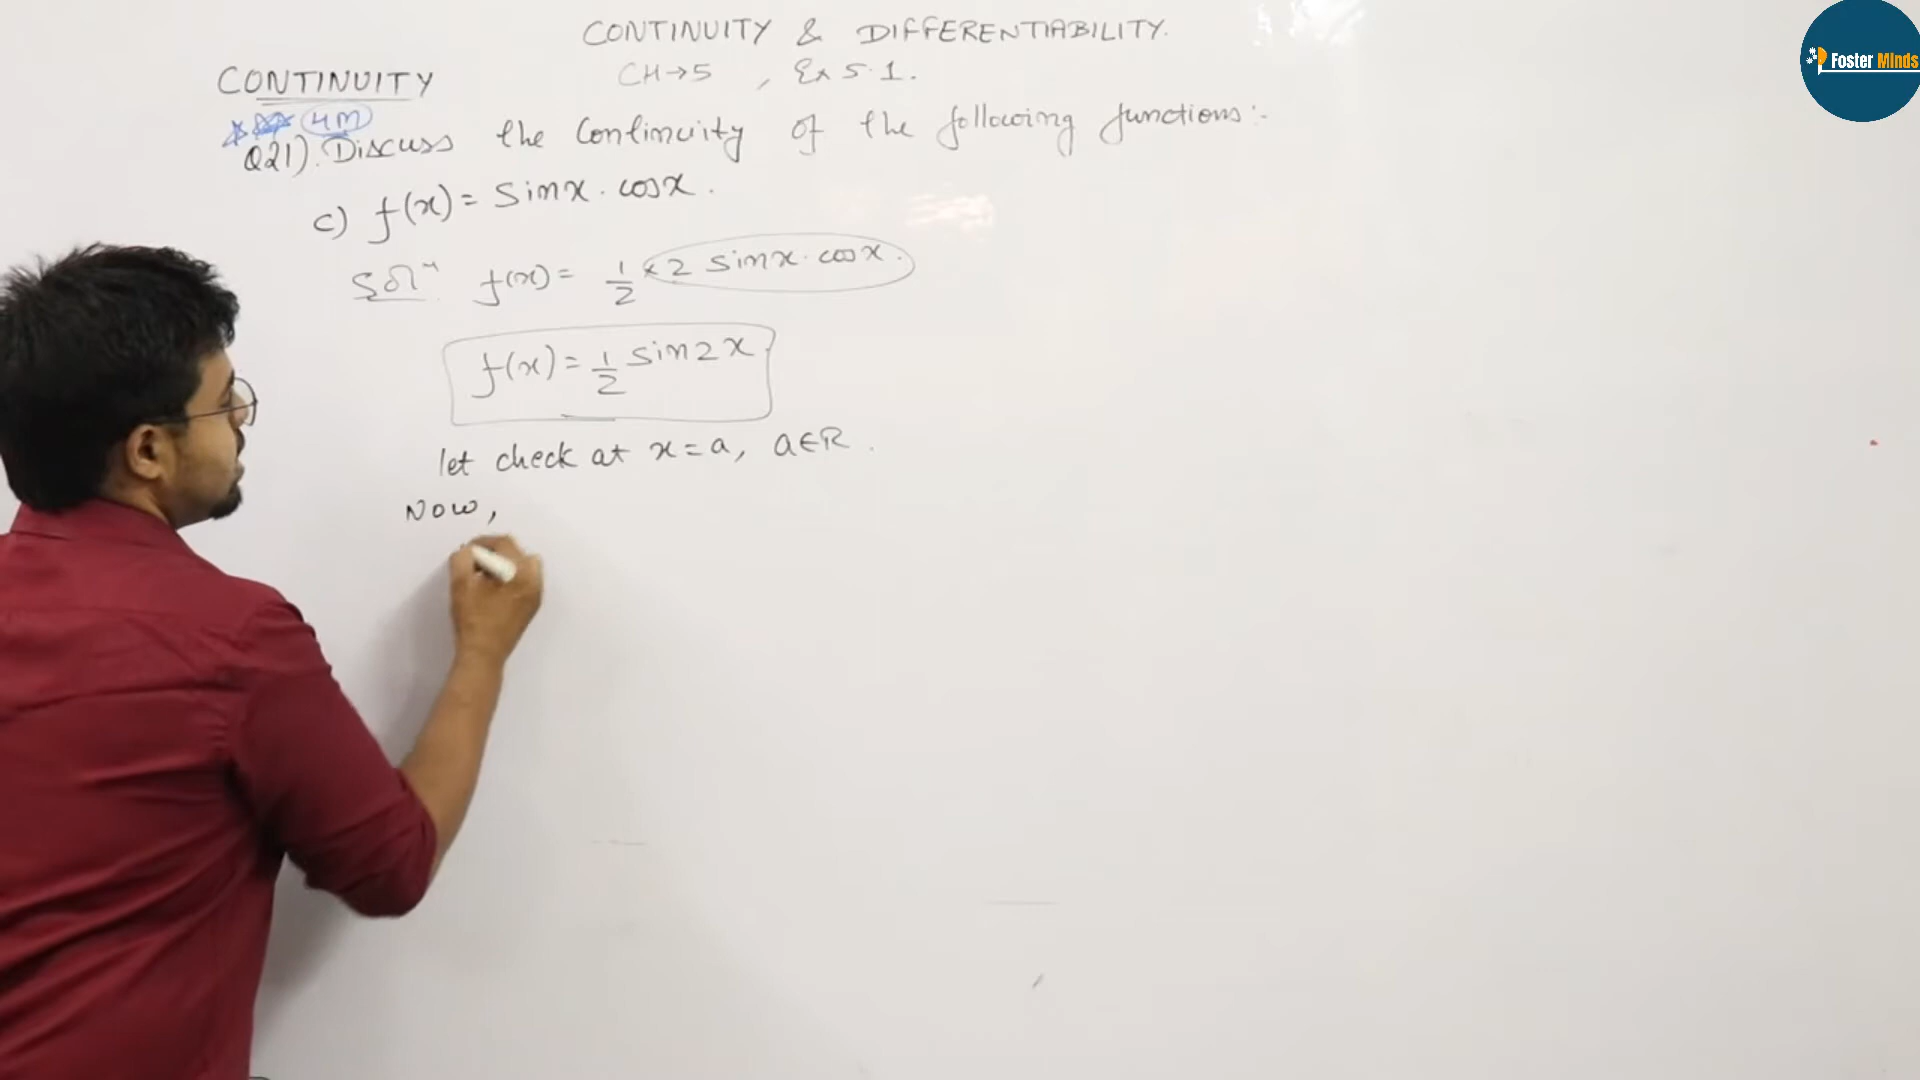 CONTINUITY & DIFFERENTIABILITY.
CH→5 , Ex 5.1.
CONTINUITY
4M
Q21). Discuss the Continuity of the following functions:-
c) f(x) = Sinx . cosx .
Solⁿ f(x) = 1/2 × 2 sinx . cosx .
f(x) = 1/2 sin2x
let check at x = a, a∈R .
Now,
Foster Minds